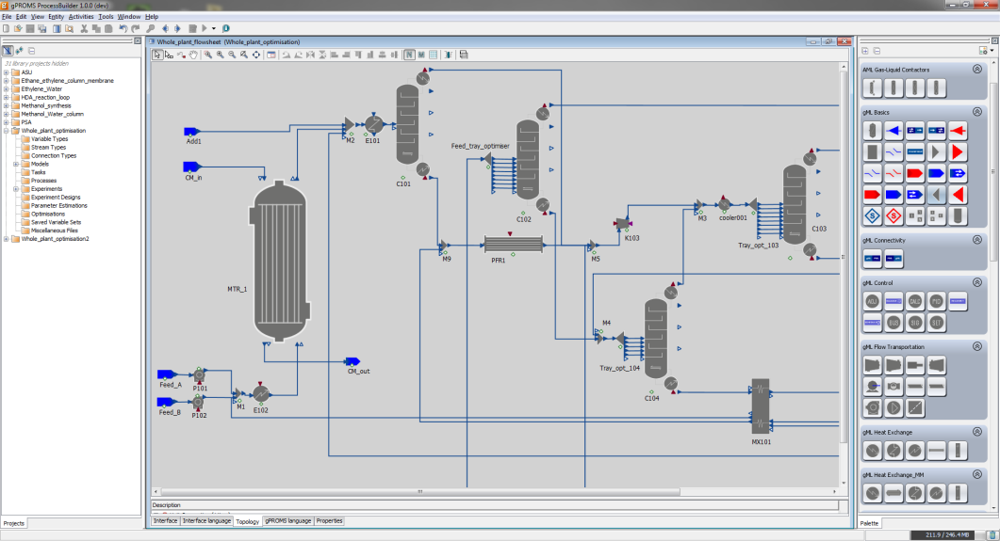 gPROMS ProcessBuilder 1.0.0 (dev)
File Edit View Entity Activities Tools Window Help
31 library projects hidden
ASU
Ethane_ethylene_column_membrane
Ethylene_Water
HDA_reaction_loop
Methanol_synthesis
Methanol_Water_column
PSA
Whole_plant_optimisation
Variable Types
Stream Types
Connection Types
Models
Tasks
Processes
Experiments
Experiment Designs
Parameter Estimations
Optimisations
Saved Variable Sets
Miscellaneous Files
Whole_plant_optimisation2
Projects
Whole_plant_flowsheet (Whole_plant_optimisation)
Add1
M2
E101
C101
CM_in
Feed_tray_optimiser
C102
M9
PFR1
M5
K103
M3
cooler001
Tray_opt_103
C103
MTR_1
M4
Tray_opt_104
C104
CM_out
Feed_A
P101
Feed_B
P102
M1
E102
MX101
Description
Interface
Interface language
Topology
gPROMS language
Properties
AML Gas-Liquid Contactors
gML Basics
gML Connectivity
gML Control
gML Flow Transportation
gML Heat Exchange
gML Heat Exchange_MM
Palette
211.9 / 246.4 MB